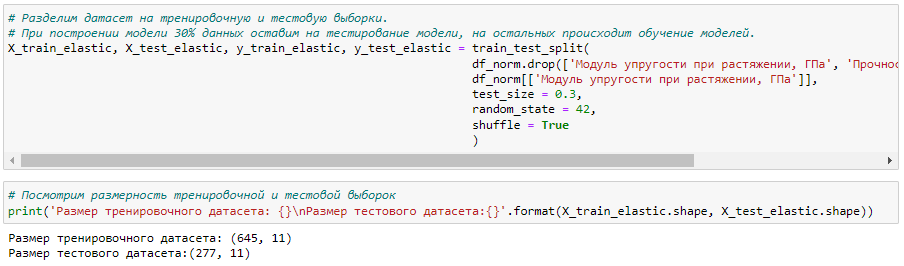 # Разделим датасет на тренировочную и тестовую выборки.
# При построении модели 30% данных оставим на тестирование модели, на остальных происходит обучение моделей.
X_train_elastic, X_test_elastic, y_train_elastic, y_test_elastic = train_test_split(
df_norm.drop(['Модуль упругости при растяжении, ГПа', 'Прочнос
df_norm[['Модуль упругости при растяжении, ГПа']],
test_size = 0.3,
random_state = 42,
shuffle = True
)
# Посмотрим размерность тренировочной и тестовой выборок
print('Размер тренировочного датасета: {}\nРазмер тестового датасета:{}'.format(X_train_elastic.shape, X_test_elastic.shape))
Размер тренировочного датасета: (645, 11)
Размер тестового датасета:(277, 11)